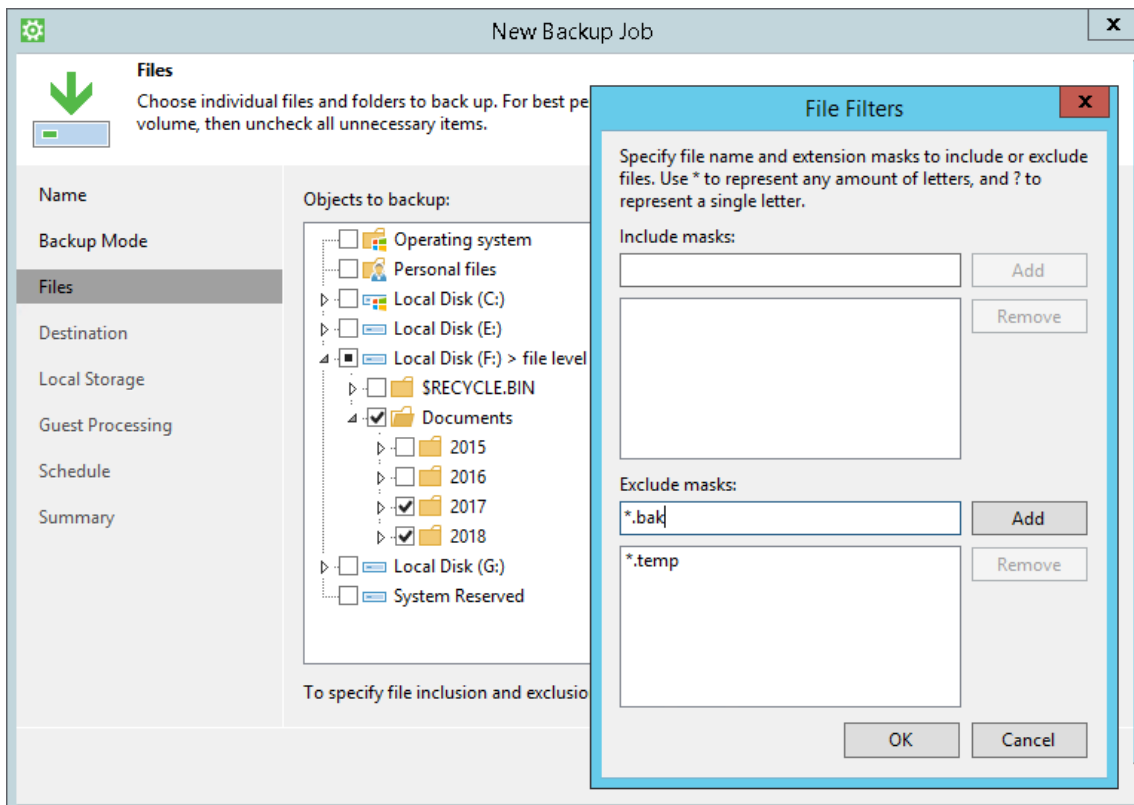 New Backup Job
x
Files
Choose individual files and folders to back up. For best pe
volume, then uncheck all unnecessary items.
Name
Backup Mode
Files
Destination
Local Storage
Guest Processing
Schedule
Summary
Objects to backup:
Operating system
Personal files
Local Disk (C:)
Local Disk (E:)
Local Disk (F:) > file level
$RECYCLE.BIN
Documents
2015
2016
2017
2018
Local Disk (G:)
System Reserved
To specify file inclusion and exclusio
File Filters
x
Specify file name and extension masks to include or exclude
files. Use * to represent any amount of letters, and ? to
represent a single letter.
Include masks:
Add
Remove
Exclude masks:
*.bak
Add
*.temp
Remove
OK
Cancel